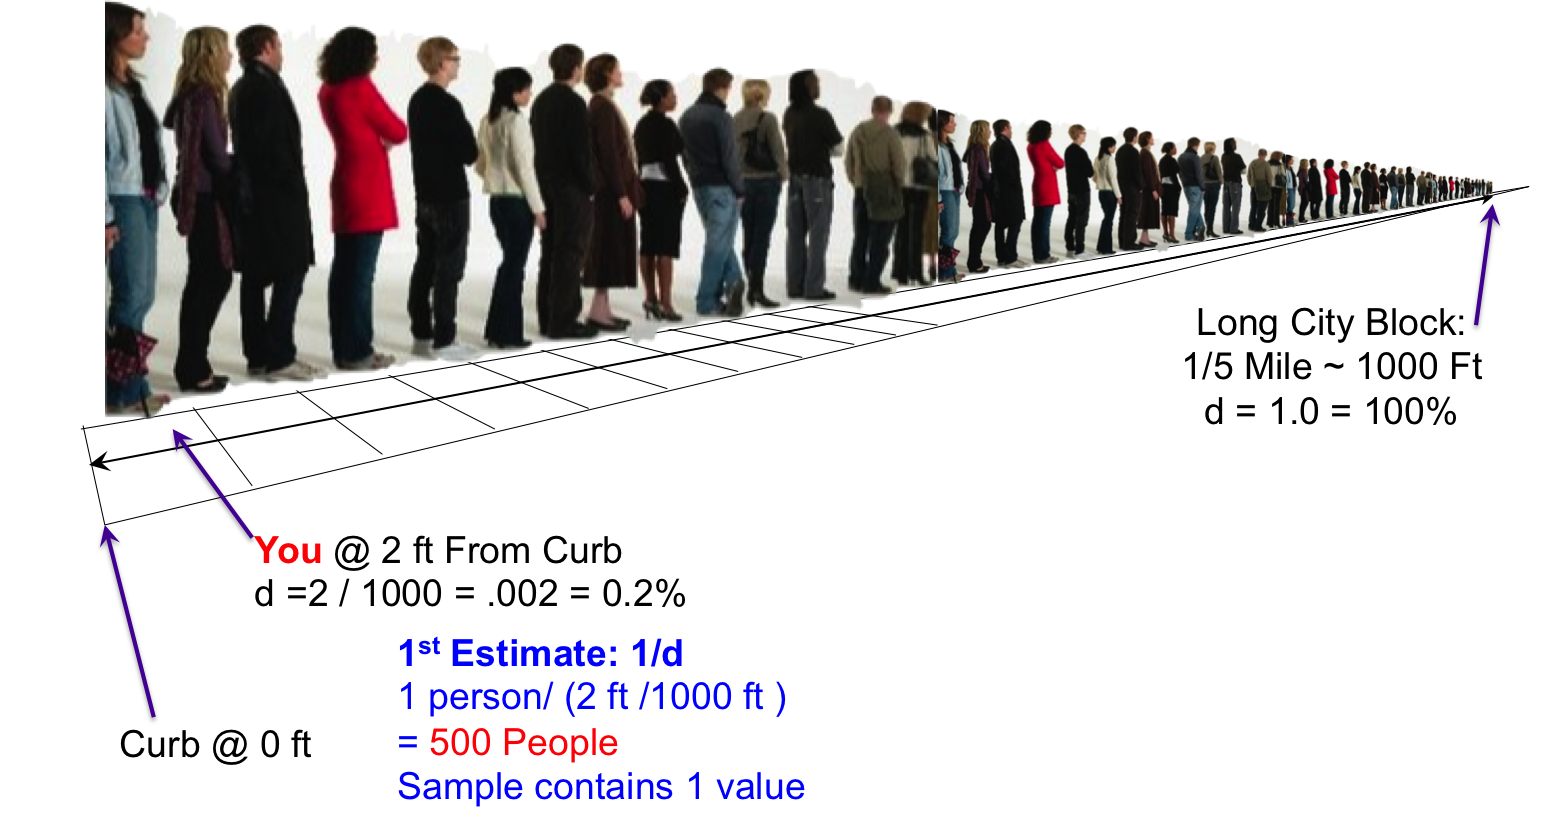 Long City Block:
1/5 Mile ~ 1000 Ft
d = 1.0 = 100%
You @ 2 ft From Curb
d =2 / 1000 = .002 = 0.2%
1st Estimate: 1/d
1 person/ (2 ft /1000 ft )
= 500 People
Sample contains 1 value
Curb @ 0 ft